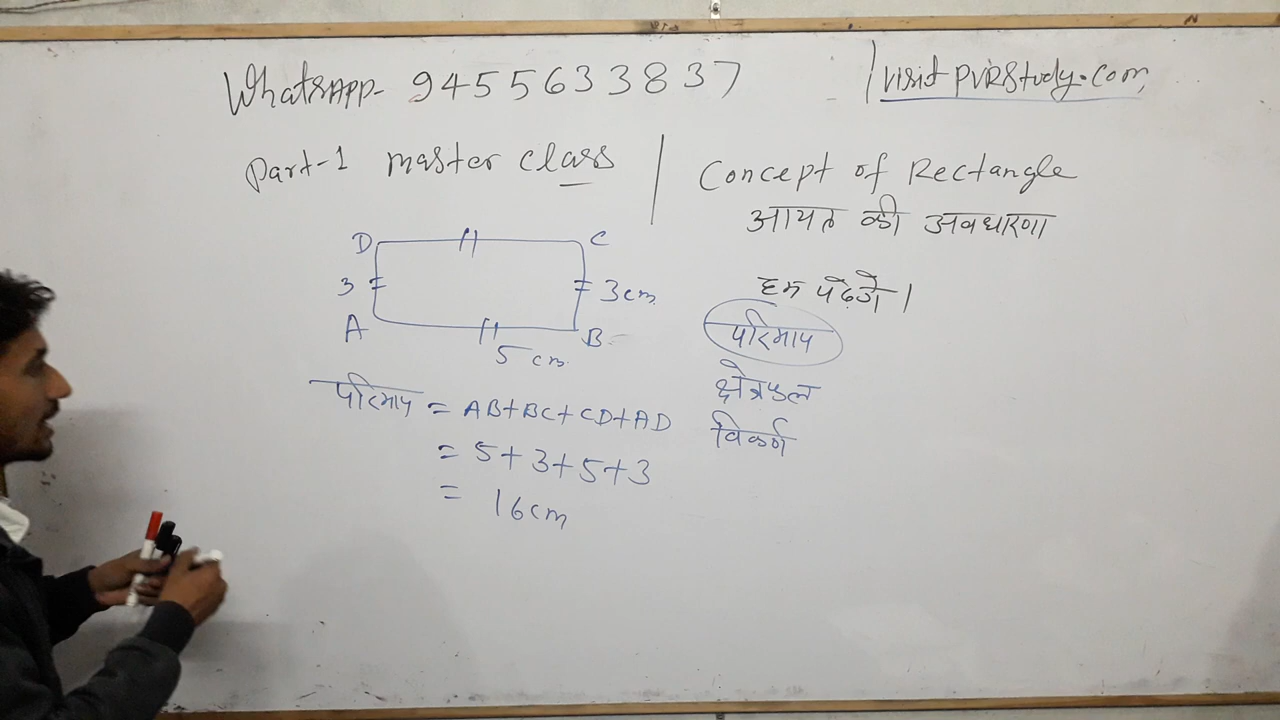 WhatsAPP- 9455633837
visit PVRStudy.com
Part-1 master class
Concept of Rectangle
आयत की अवधारणा
D
C
3
3cm
A
B
5 cm
हम पढेगे।
परिमाप
क्षेत्रफल
विकर्ण
परिमाप = AB+BC+CD+AD
= 5+3+5+3
= 16cm